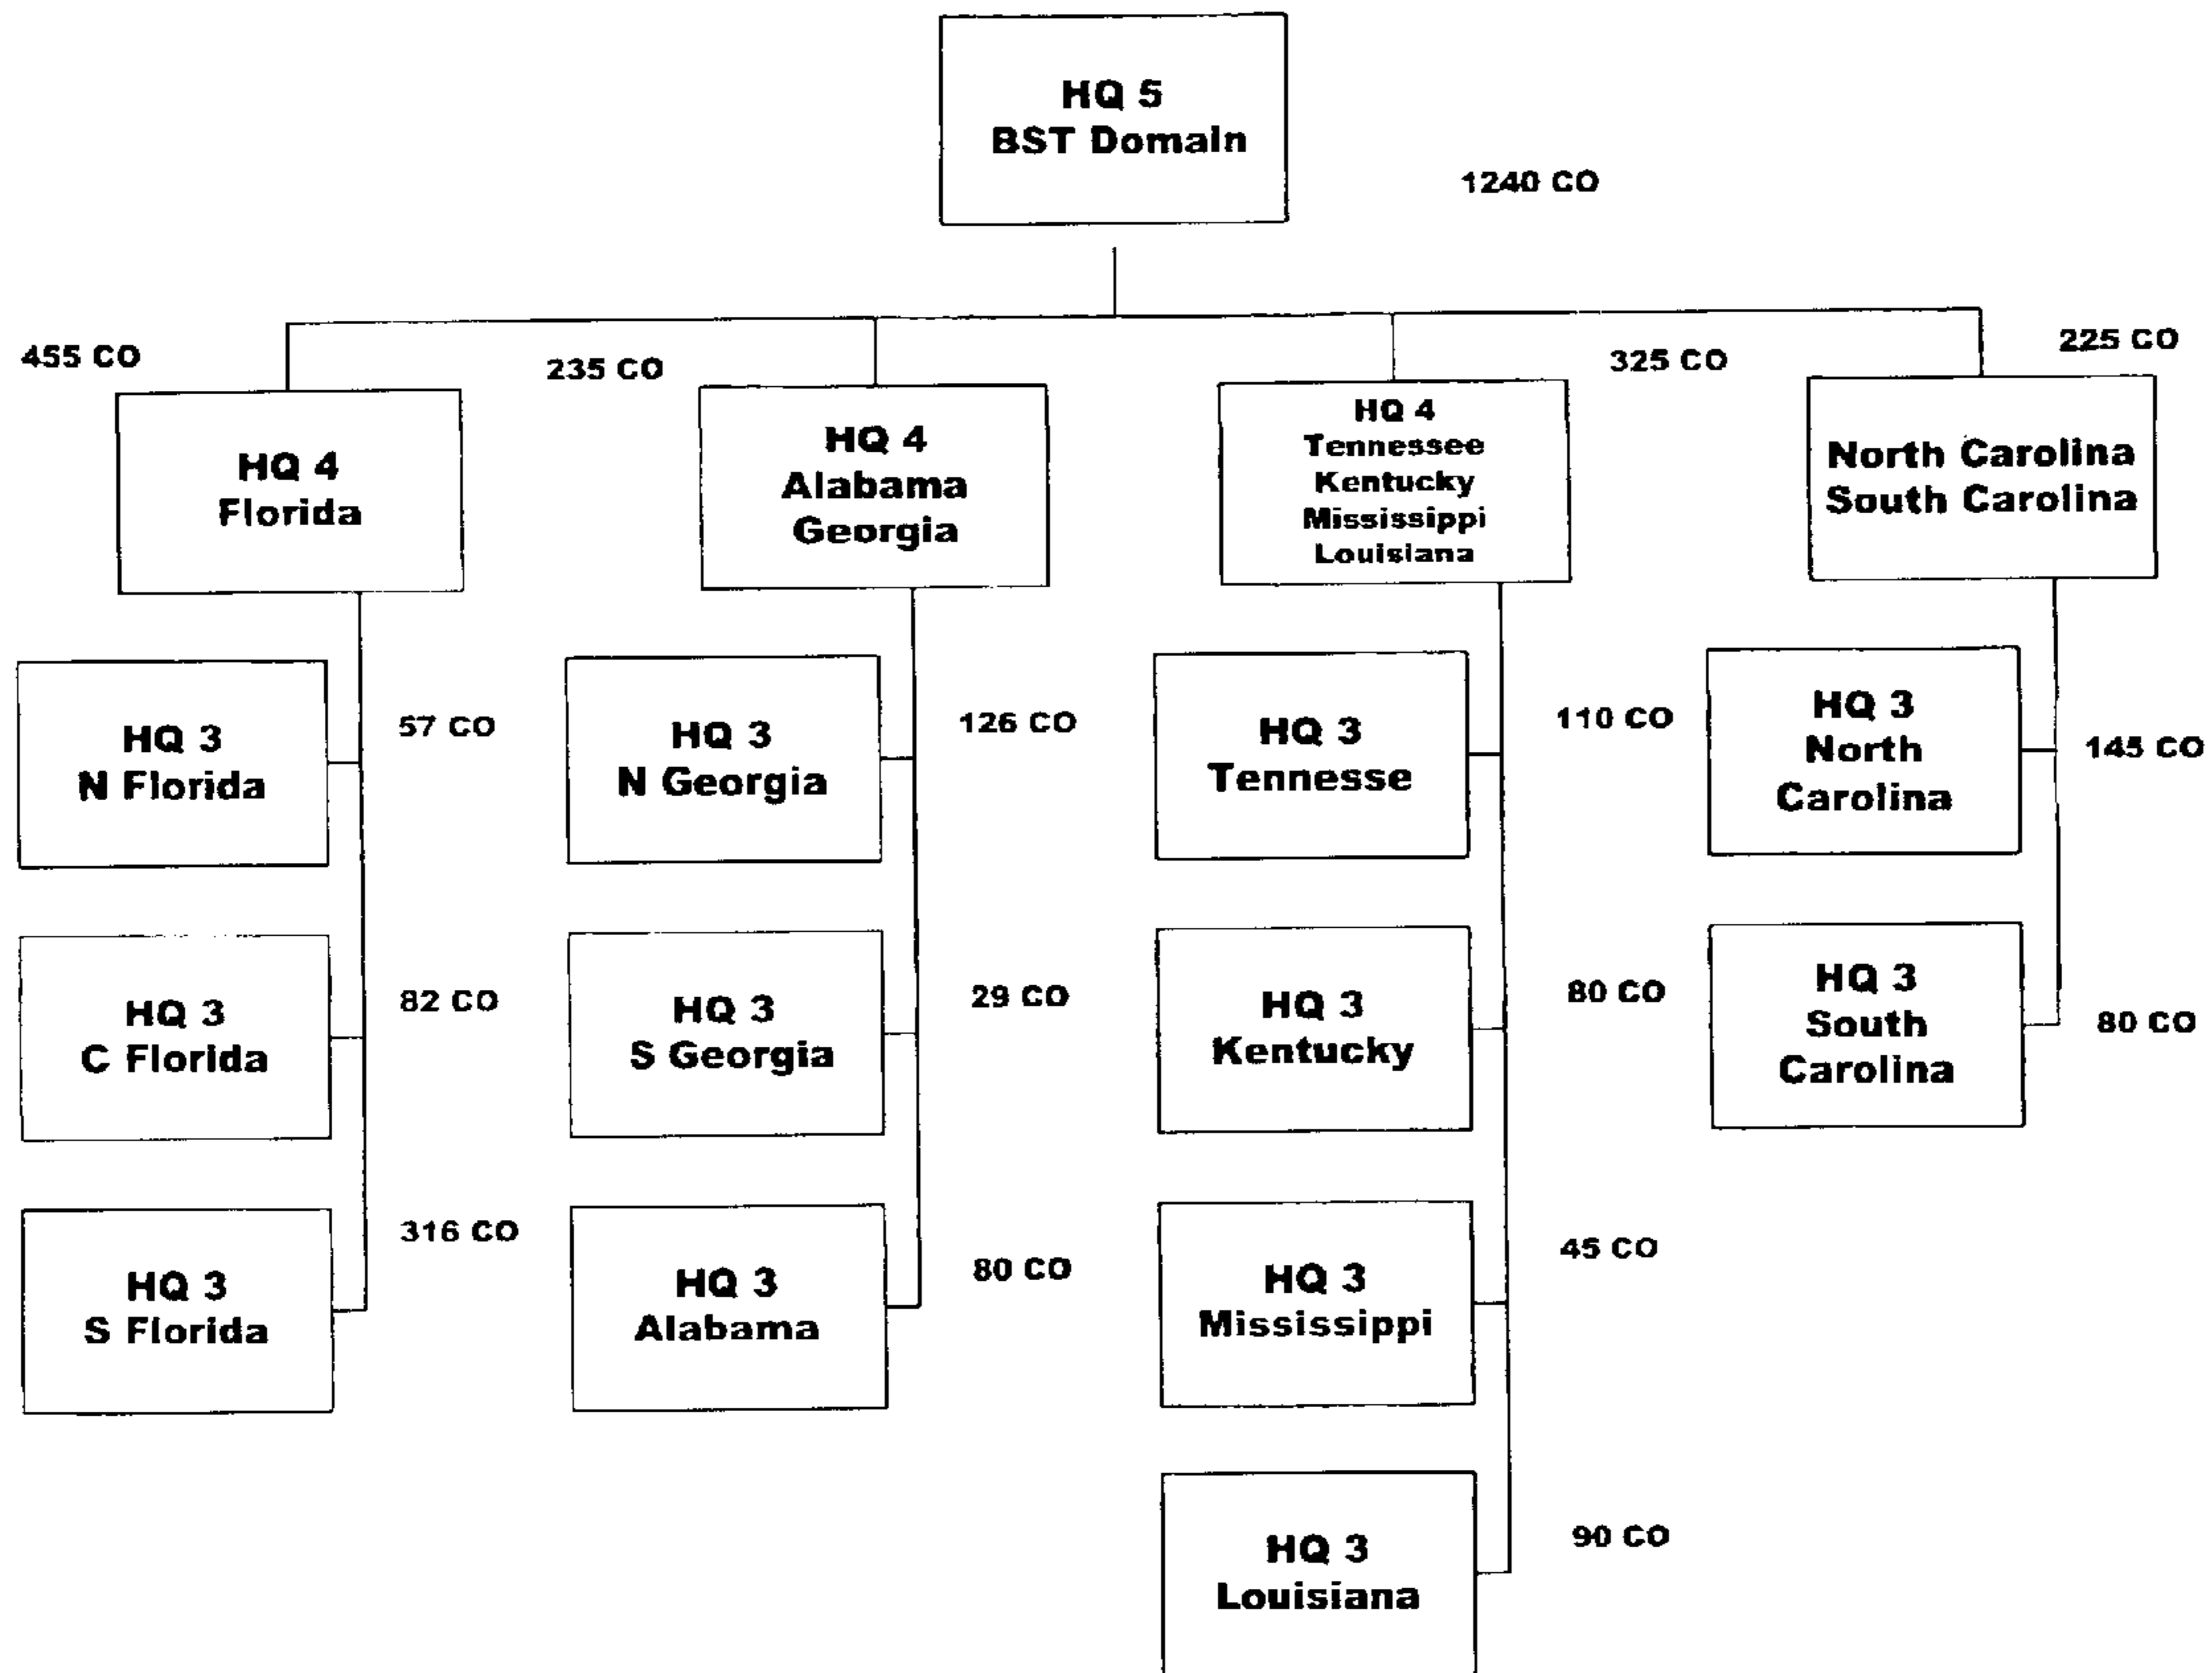 HQ 5
BST Domain
1240 CO
455 CO
235 CO
325 CO
225 CO
HQ 4
Florida
HQ 4
Alabama
Georgia
HQ 4
Tennessee
Kentucky
Mississippi
Louisiana
North Carolina
South Carolina
HQ 3
N Florida
57 CO
HQ 3
N Georgia
126 CO
HQ 3
Tennesse
110 CO
HQ 3
North
Carolina
145 CO
HQ 3
C Florida
82 CO
HQ 3
S Georgia
29 CO
HQ 3
Kentucky
80 CO
HQ 3
South
Carolina
80 CO
HQ 3
S Florida
316 CO
HQ 3
Alabama
80 CO
HQ 3
Mississippi
45 CO
HQ 3
Louisiana
90 CO